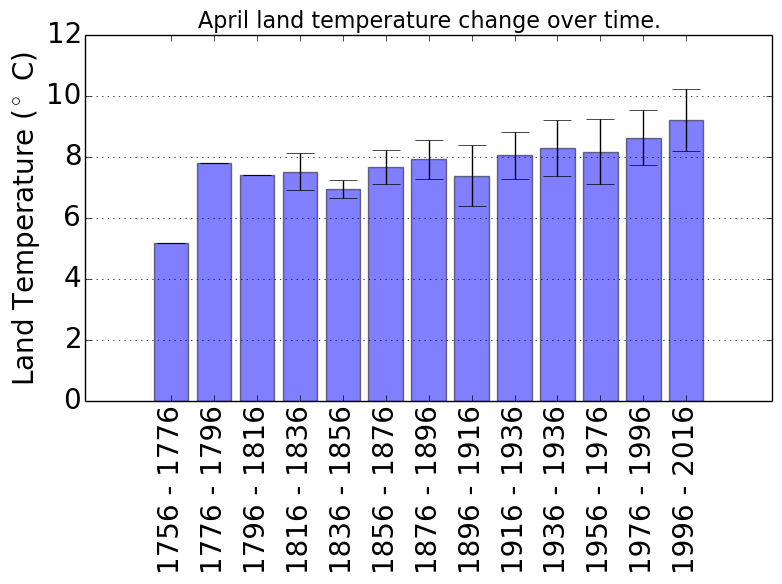 April land temperature change over time.
Land Temperature (° C)
12
10
8
6
4
2
0
1756 - 1776
1776 - 1796
1796 - 1816
1816 - 1836
1836 - 1856
1856 - 1876
1876 - 1896
1896 - 1916
1916 - 1936
1936 - 1936
1956 - 1976
1976 - 1996
1996 - 2016